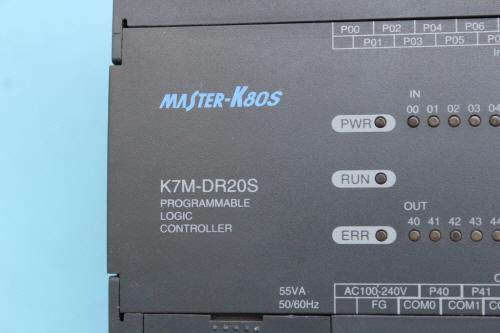 P00 P02 P04 P06
P01 P03 P05
MASTER-K80S
IN
00 01 02 03 04
PWR
K7M-DR20S
PROGRAMMABLE
LOGIC
CONTROLLER
RUN
OUT
40 41 42 43 44
ERR
55VA
50/60Hz
AC100-240V P40 P41
FG COM0 COM1